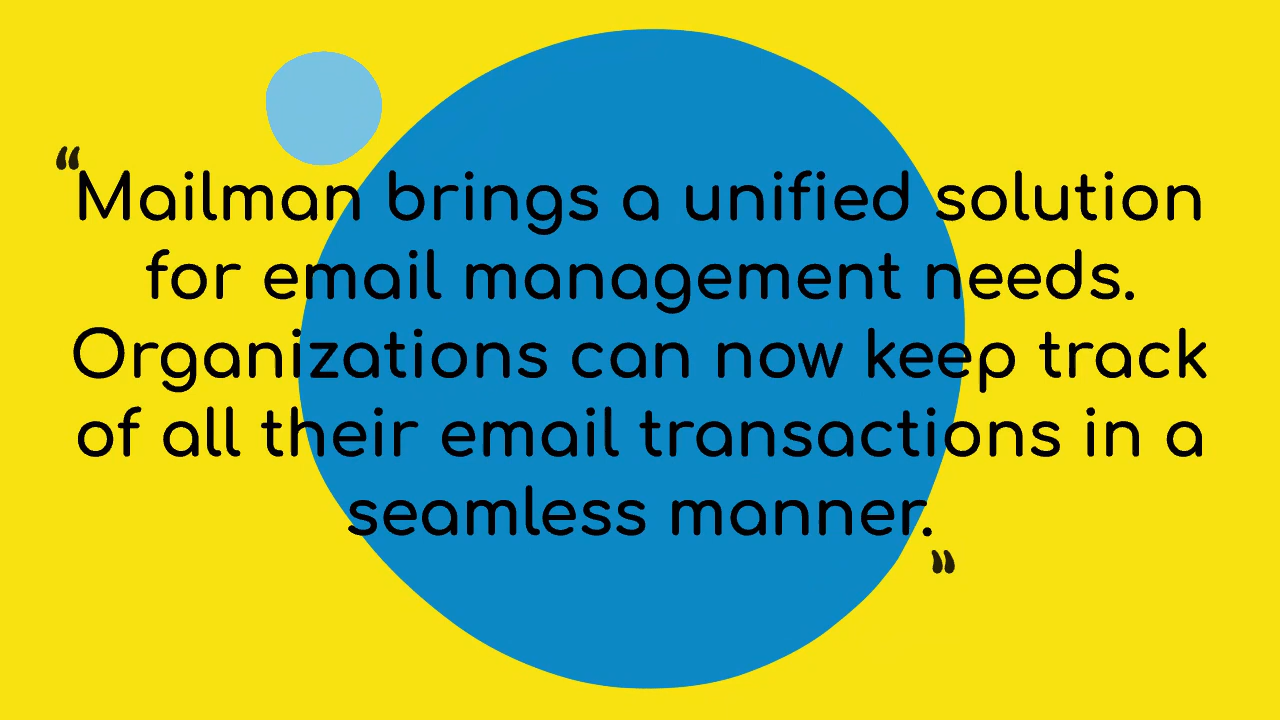 “Mailman brings a unified solution
for email management needs.
Organizations can now keep track
of all their email transactions in a
seamless manner.”